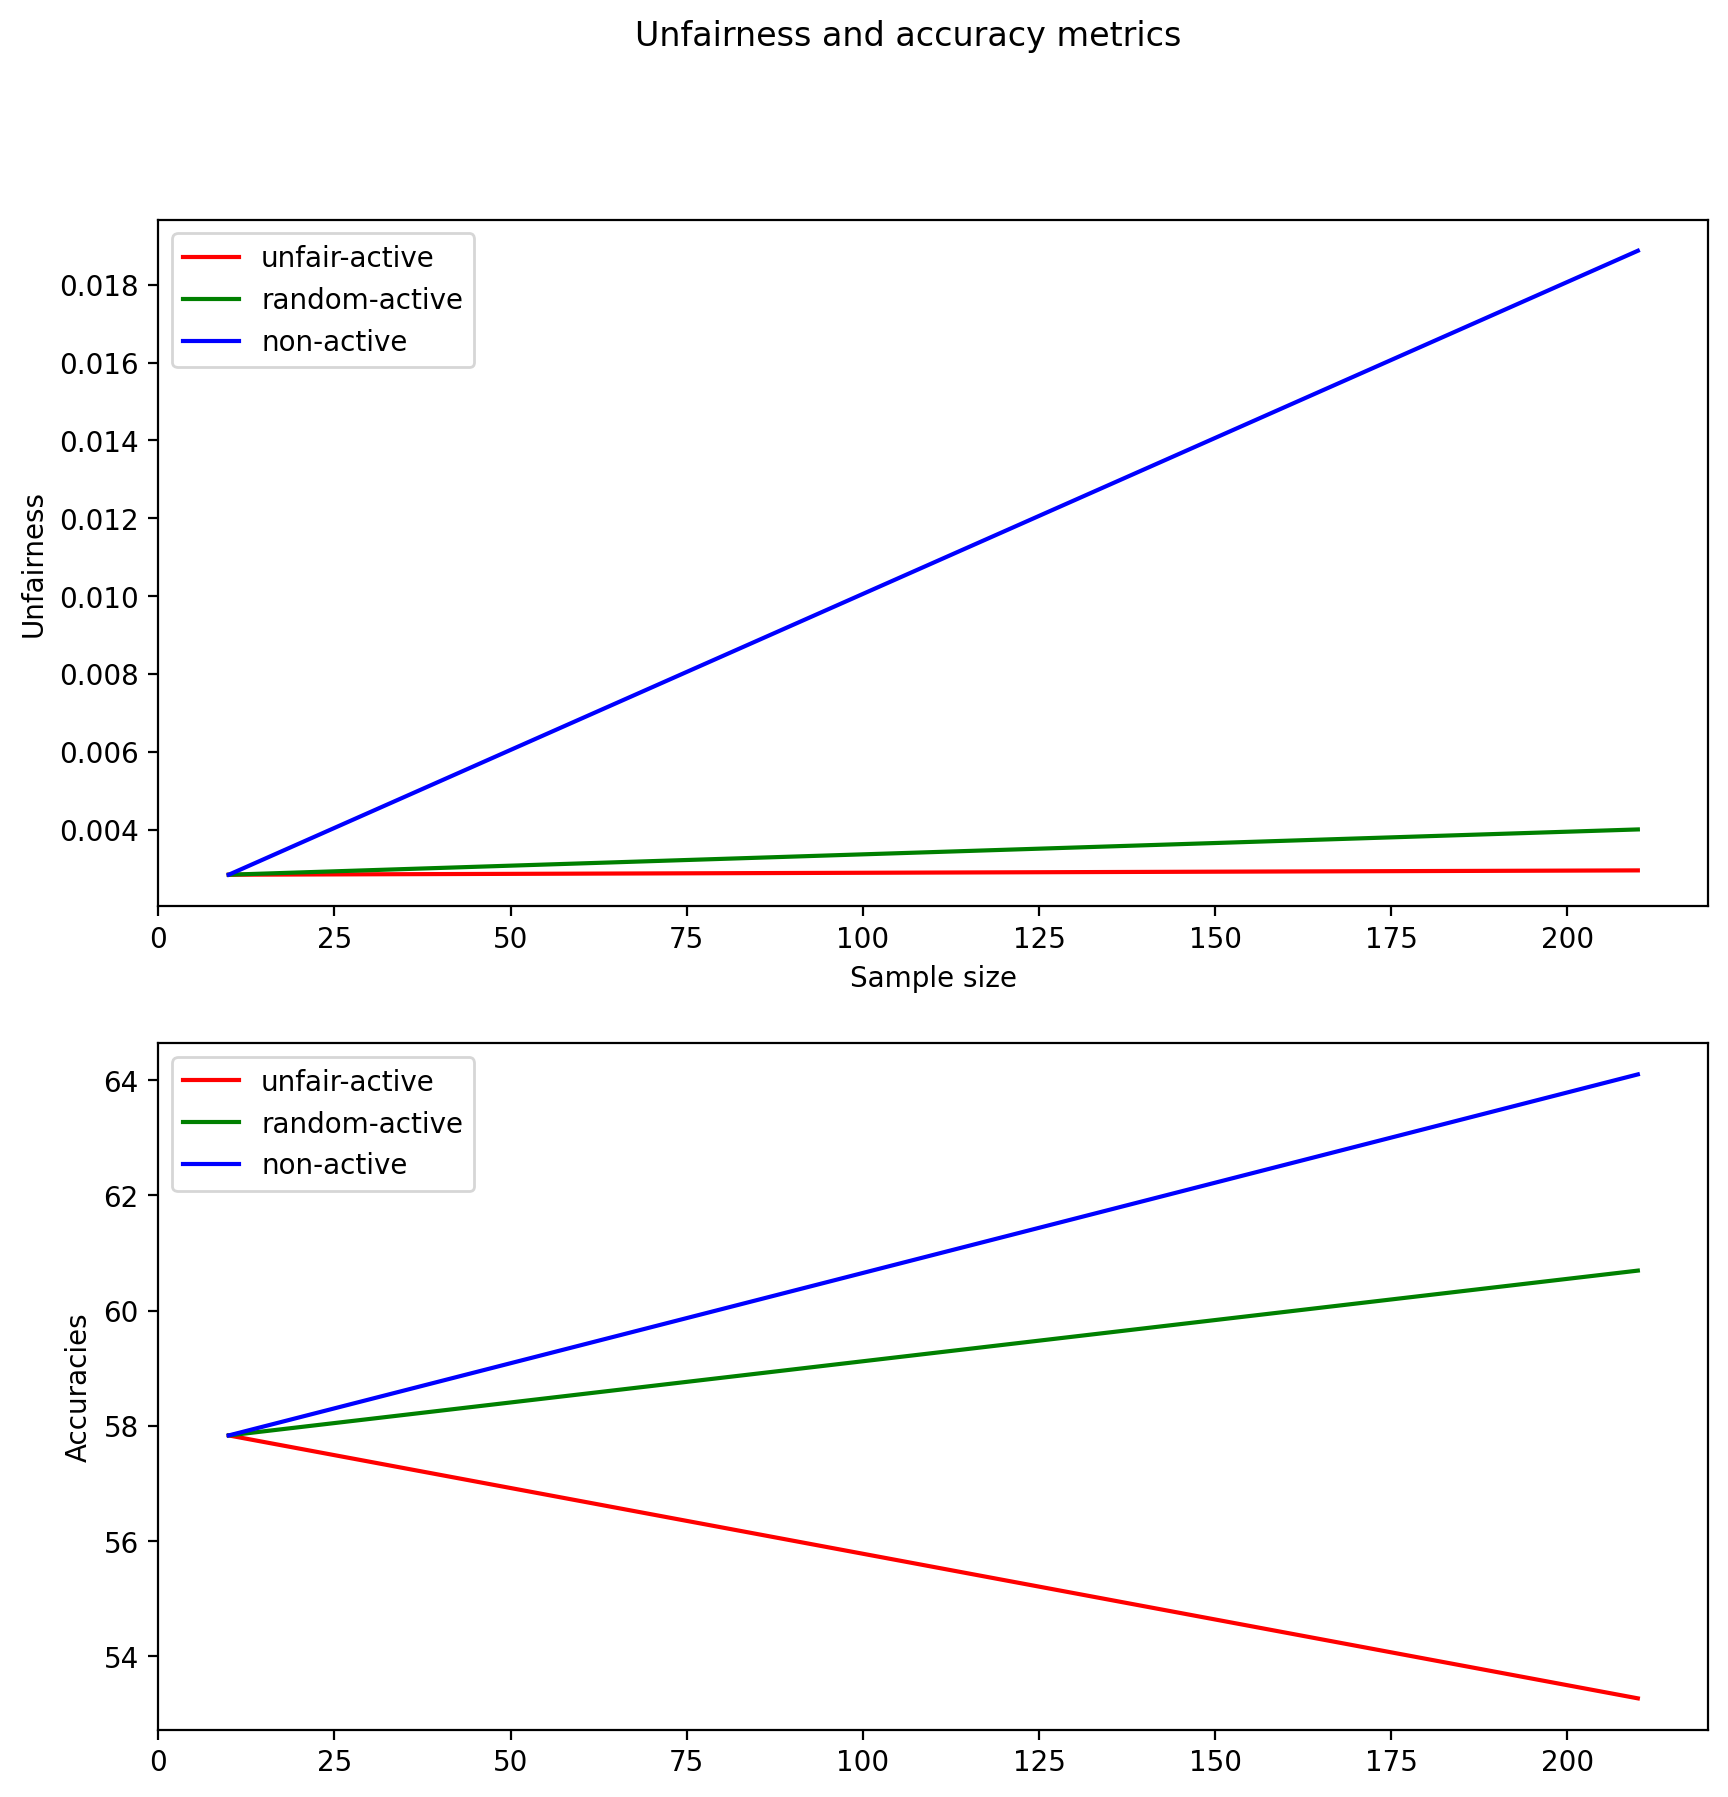 Unfairness and accuracy metrics
unfair-active
random-active
non-active
0.018
0.016
0.014
0.012
0.010
0.008
0.006
0.004
Unfairness
0 25 50 75 100 125 150 175 200
Sample size
unfair-active
random-active
non-active
64
62
60
58
56
54
Accuracies
0 25 50 75 100 125 150 175 200